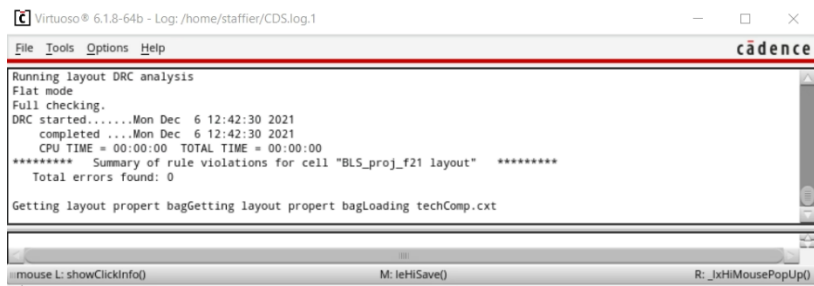 Virtuoso® 6.1.8-64b - Log: /home/staffier/CDS.log.1
File Tools Options Help
cādence
Running layout DRC analysis
Flat mode
Full checking.
DRC started.......Mon Dec  6 12:42:30 2021
    completed ....Mon Dec  6 12:42:30 2021
    CPU TIME = 00:00:00  TOTAL TIME = 00:00:00
*********   Summary of rule violations for cell "BLS_proj_f21 layout"   *********
   Total errors found: 0
Getting layout propert bagGetting layout propert bagLoading techComp.cxt
mouse L: showClickInfo() M: leHiSave() R: _lxHiMousePopUp()